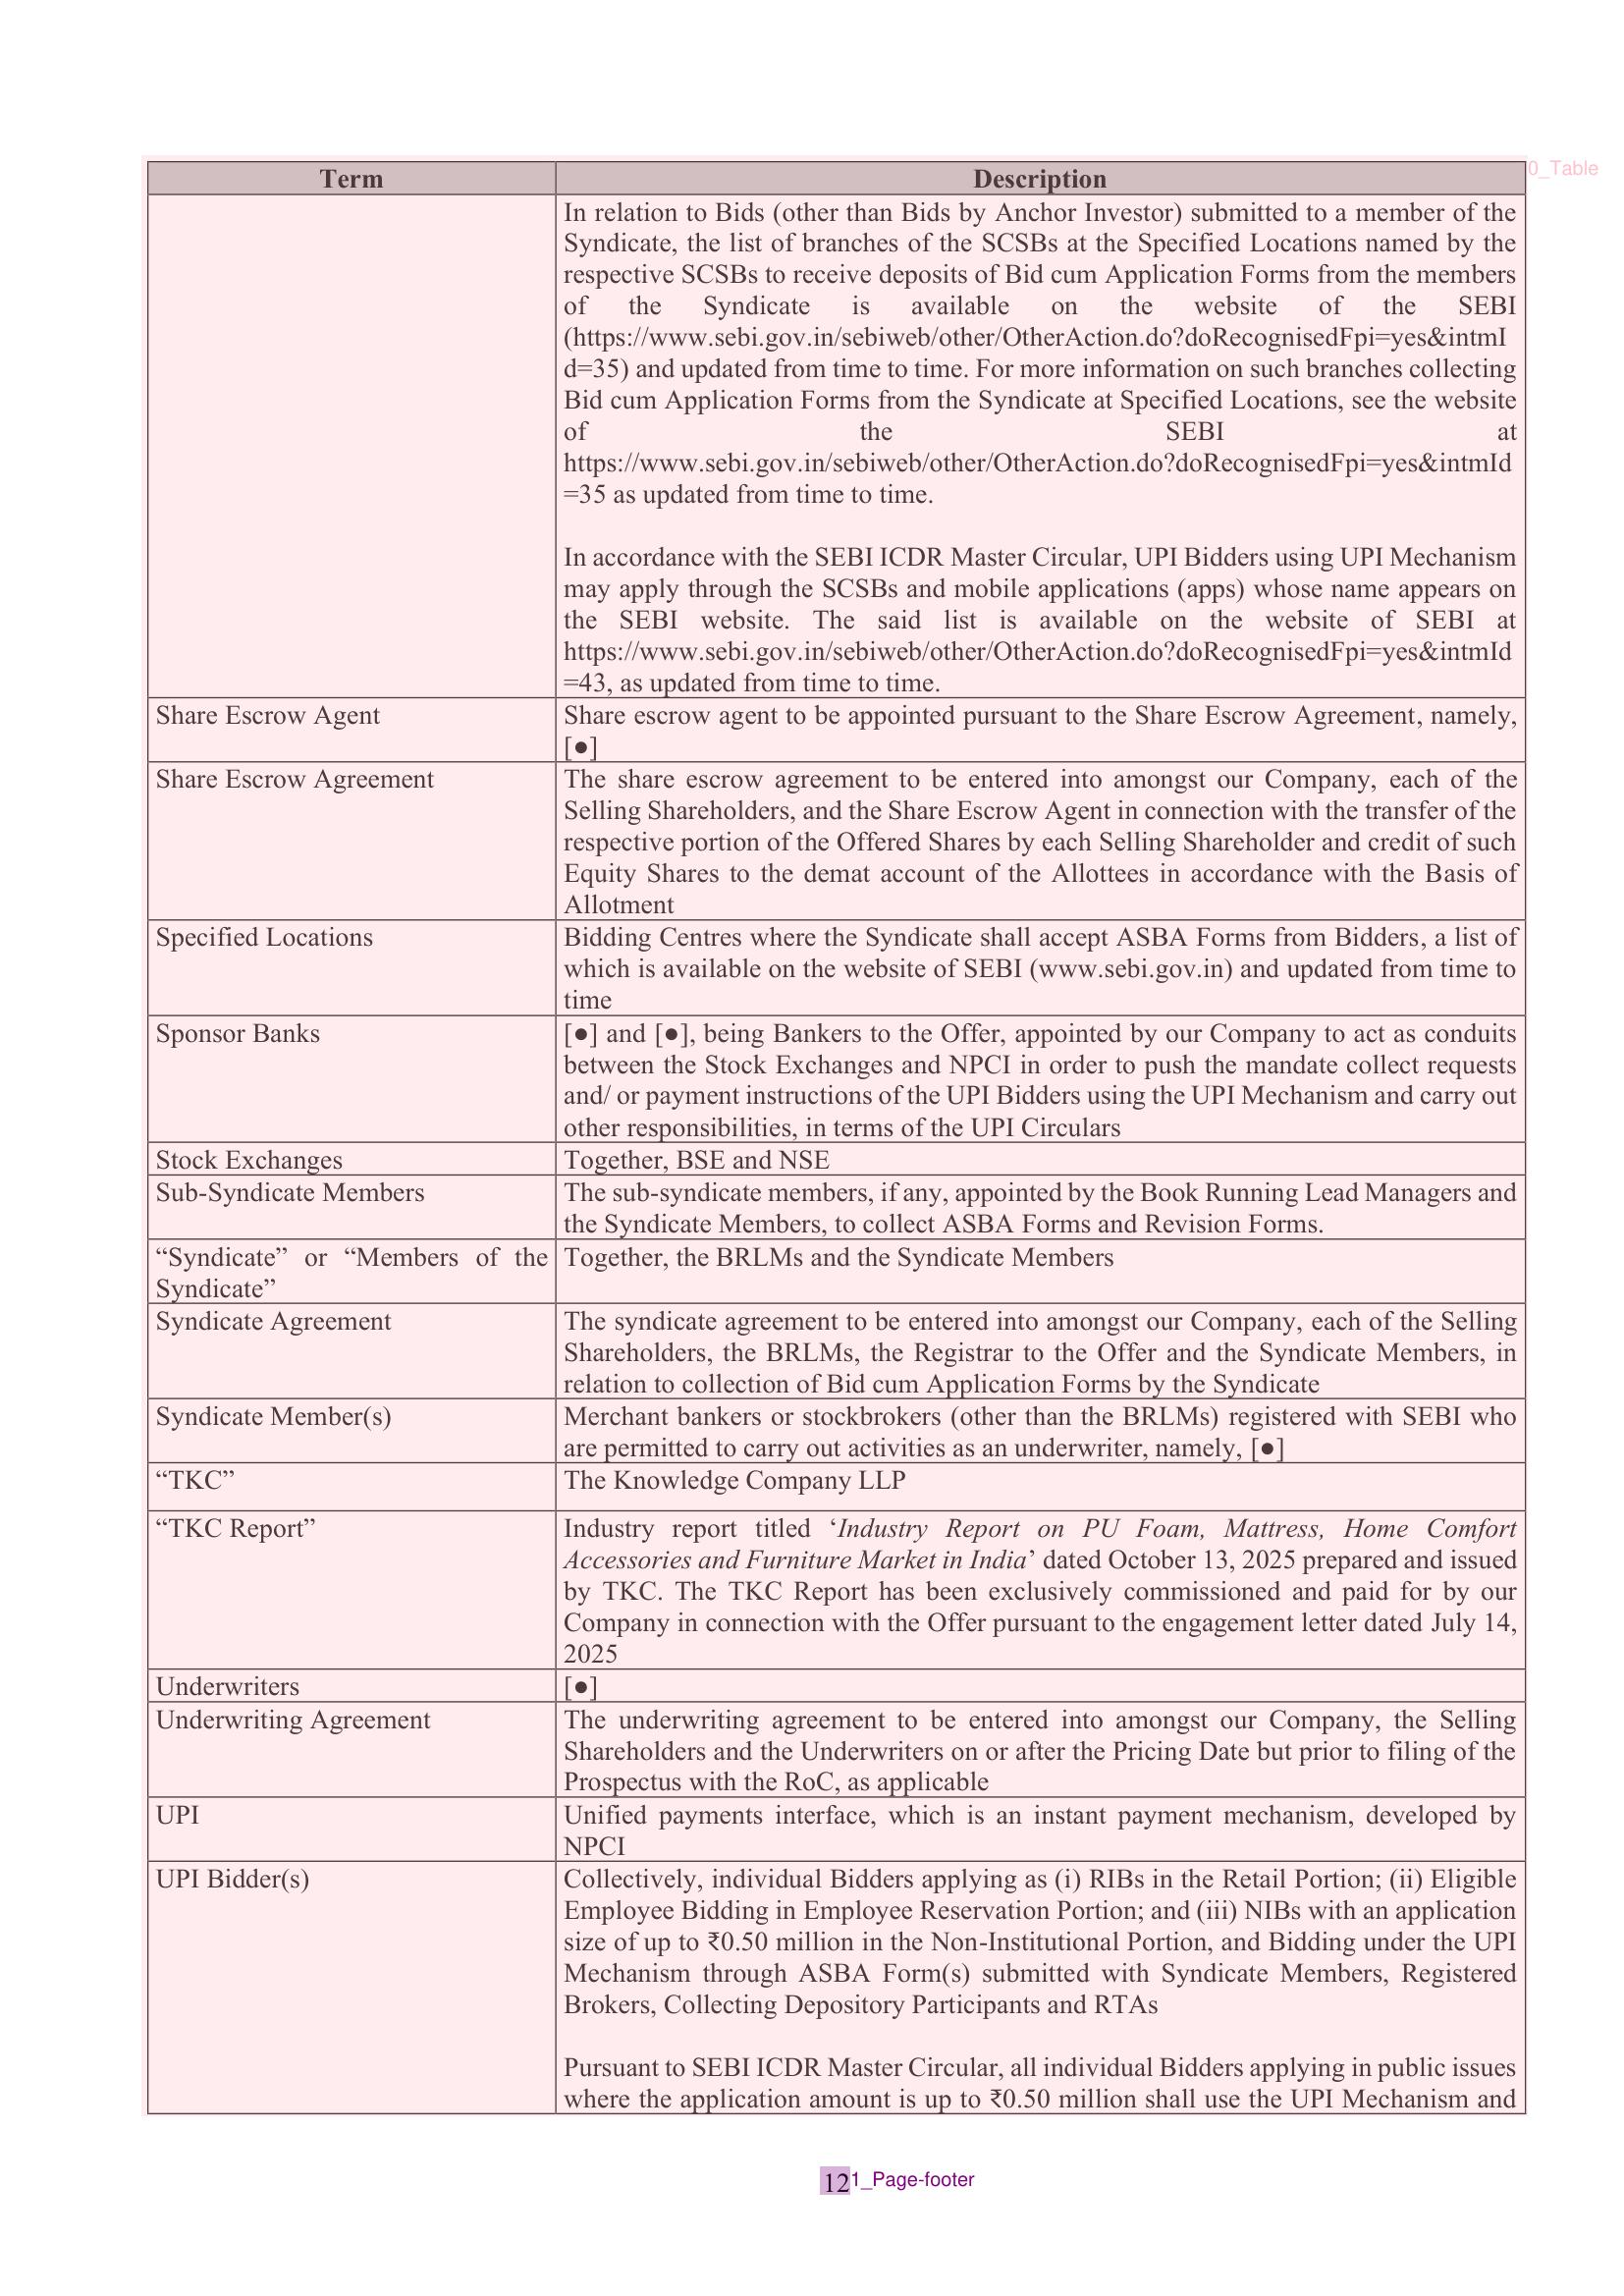 Term Description
0_Table
In relation to Bids (other than Bids by Anchor Investor) submitted to a member of the
Syndicate, the list of branches of the SCSBs at the Specified Locations named by the
respective SCSBs to receive deposits of Bid cum Application Forms from the members
of the Syndicate is available on the website of the SEBI
(https://www.sebi.gov.in/sebiweb/other/OtherAction.do?doRecognisedFpi=yes&intmI
d=35) and updated from time to time. For more information on such branches collecting
Bid cum Application Forms from the Syndicate at Specified Locations, see the website
of the SEBI at
https://www.sebi.gov.in/sebiweb/other/OtherAction.do?doRecognisedFpi=yes&intmId
=35 as updated from time to time.
In accordance with the SEBI ICDR Master Circular, UPI Bidders using UPI Mechanism
may apply through the SCSBs and mobile applications (apps) whose name appears on
the SEBI website. The said list is available on the website of SEBI at
https://www.sebi.gov.in/sebiweb/other/OtherAction.do?doRecognisedFpi=yes&intmId
=43, as updated from time to time.
Share Escrow Agent Share escrow agent to be appointed pursuant to the Share Escrow Agreement, namely,
[●]
Share Escrow Agreement The share escrow agreement to be entered into amongst our Company, each of the
Selling Shareholders, and the Share Escrow Agent in connection with the transfer of the
respective portion of the Offered Shares by each Selling Shareholder and credit of such
Equity Shares to the demat account of the Allottees in accordance with the Basis of
Allotment
Specified Locations Bidding Centres where the Syndicate shall accept ASBA Forms from Bidders, a list of
which is available on the website of SEBI (www.sebi.gov.in) and updated from time to
time
Sponsor Banks [●] and [●], being Bankers to the Offer, appointed by our Company to act as conduits
between the Stock Exchanges and NPCI in order to push the mandate collect requests
and/ or payment instructions of the UPI Bidders using the UPI Mechanism and carry out
other responsibilities, in terms of the UPI Circulars
Stock Exchanges Together, BSE and NSE
Sub-Syndicate Members The sub-syndicate members, if any, appointed by the Book Running Lead Managers and
the Syndicate Members, to collect ASBA Forms and Revision Forms.
“Syndicate” or “Members of the Together, the BRLMs and the Syndicate Members
Syndicate”
Syndicate Agreement The syndicate agreement to be entered into amongst our Company, each of the Selling
Shareholders, the BRLMs, the Registrar to the Offer and the Syndicate Members, in
relation to collection of Bid cum Application Forms by the Syndicate
Syndicate Member(s) Merchant bankers or stockbrokers (other than the BRLMs) registered with SEBI who
are permitted to carry out activities as an underwriter, namely, [●]
“TKC” The Knowledge Company LLP
“TKC Report” Industry report titled ‘Industry Report on PU Foam, Mattress, Home Comfort
Accessories and Furniture Market in India’ dated October 13, 2025 prepared and issued
by TKC. The TKC Report has been exclusively commissioned and paid for by our
Company in connection with the Offer pursuant to the engagement letter dated July 14,
2025
Underwriters [●]
Underwriting Agreement The underwriting agreement to be entered into amongst our Company, the Selling
Shareholders and the Underwriters on or after the Pricing Date but prior to filing of the
Prospectus with the RoC, as applicable
UPI Unified payments interface, which is an instant payment mechanism, developed by
NPCI
UPI Bidder(s) Collectively, individual Bidders applying as (i) RIBs in the Retail Portion; (ii) Eligible
Employee Bidding in Employee Reservation Portion; and (iii) NIBs with an application
size of up to ₹0.50 million in the Non-Institutional Portion, and Bidding under the UPI
Mechanism through ASBA Form(s) submitted with Syndicate Members, Registered
Brokers, Collecting Depository Participants and RTAs
Pursuant to SEBI ICDR Master Circular, all individual Bidders applying in public issues
where the application amount is up to ₹0.50 million shall use the UPI Mechanism and
12 1_Page-footer